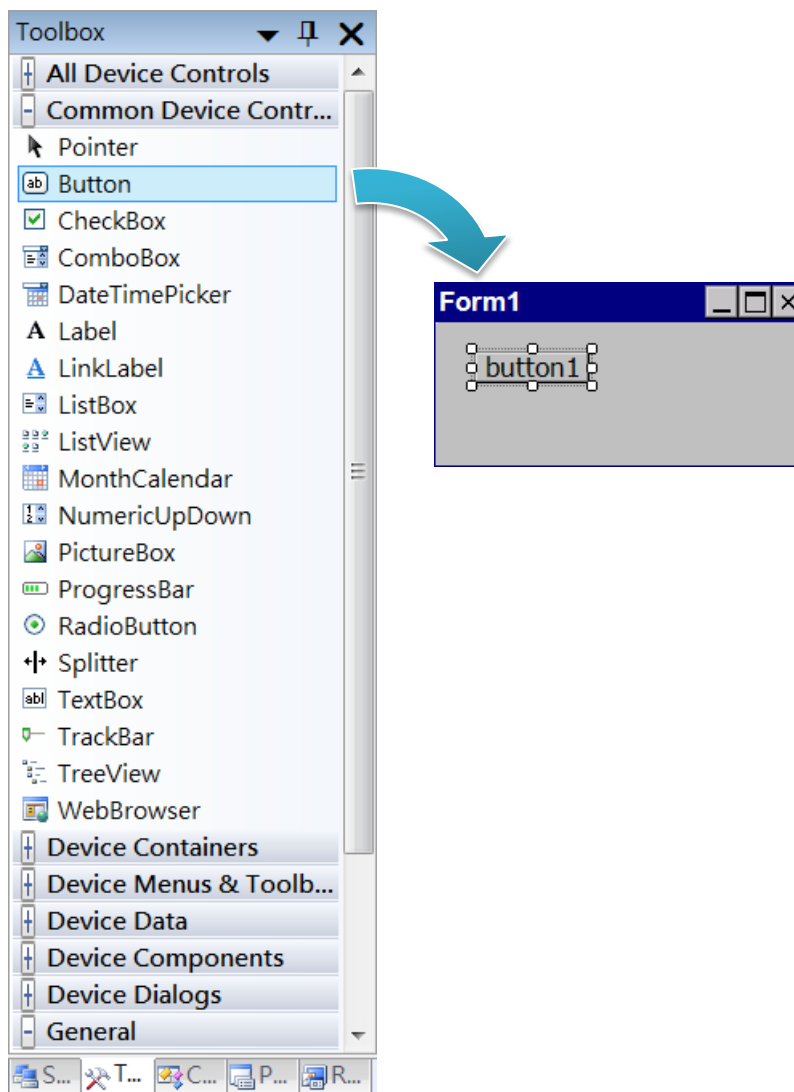 Toolbox
All Device Controls
Common Device Contr...
Pointer
ab Button
CheckBox
ComboBox
DateTimePicker
A Label
A LinkLabel
ListBox
ListView
MonthCalendar
NumericUpDown
PictureBox
ProgressBar
RadioButton
Splitter
abl TextBox
TrackBar
TreeView
WebBrowser
Device Containers
Device Menus & Toolb...
Device Data
Device Components
Device Dialogs
General
S... T... C... P... R...
Form1
button1